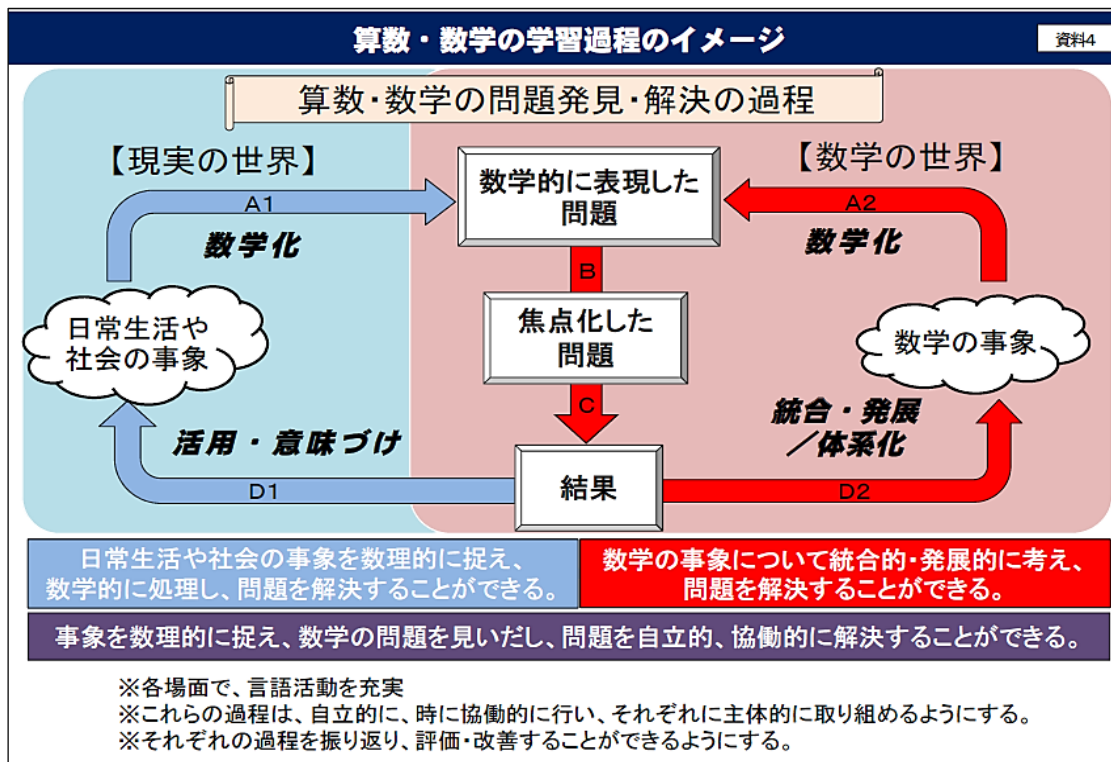 算数・数学の学習過程のイメージ
資料4
算数・数学の問題発見・解決の過程
【現実の世界】
【数学の世界】
A1
数学化
数学的に表現した
問題
A2
数学化
B
日常生活や
社会の事象
焦点化した
問題
数学の事象
C
活用・意味づけ
統合・発展
／体系化
D1
結果
D2
日常生活や社会の事象を数理的に捉え、
数学的に処理し、問題を解決することができる。
数学の事象について統合的・発展的に考え、
問題を解決することができる。
事象を数理的に捉え、数学の問題を見いだし、問題を自立的、協働的に解決することができる。
※各場面で、言語活動を充実
※これらの過程は、自立的に、時に協働的に行い、それぞれに主体的に取り組めるようにする。
※それぞれの過程を振り返り、評価・改善することができるようにする。